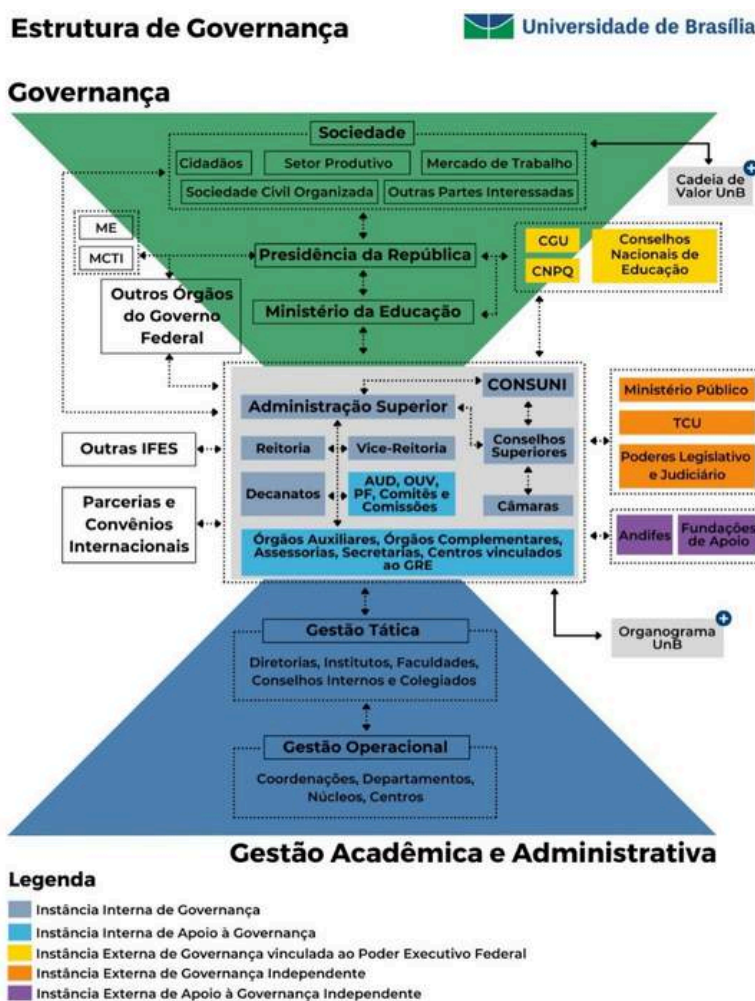 Estrutura de Governança
Universidade de Brasília
Governança
Sociedade
Cidadãos
Setor Produtivo
Mercado de Trabalho
Sociedade Civil Organizada
Outras Partes Interessadas
Cadeia de
Valor UnB
ME
MCTI
Presidência da República
CGU
CNPQ
Conselhos
Nacionais de
Educação
Outros Órgãos
do Governo
Federal
Ministério da Educação
CONSUNI
Administração Superior
Ministério Público
TCU
Poderes Legislativo
e Judiciário
Outras IFES
Reitoria
Vice-Reitoria
Conselhos
Superiores
Decanatos
AUD, OUV,
PF, Comitês e
Comissões
Câmaras
Parcerias e
Convênios
Internacionais
Andifes
Fundações
de Apoio
Órgãos Auxiliares, Órgãos Complementares,
Assessorias, Secretarias, Centros vinculados
ao GRE
Gestão Tática
Organograma
UnB
Diretorias, Institutos, Faculdades,
Conselhos Internos e Colegiados
Gestão Operacional
Coordenações, Departamentos,
Núcleos, Centros
Gestão Acadêmica e Administrativa
Legenda
Instância Interna de Governança
Instância Interna de Apoio à Governança
Instância Externa de Governança vinculada ao Poder Executivo Federal
Instância Externa de Governança Independente
Instância Externa de Apoio à Governança Independente